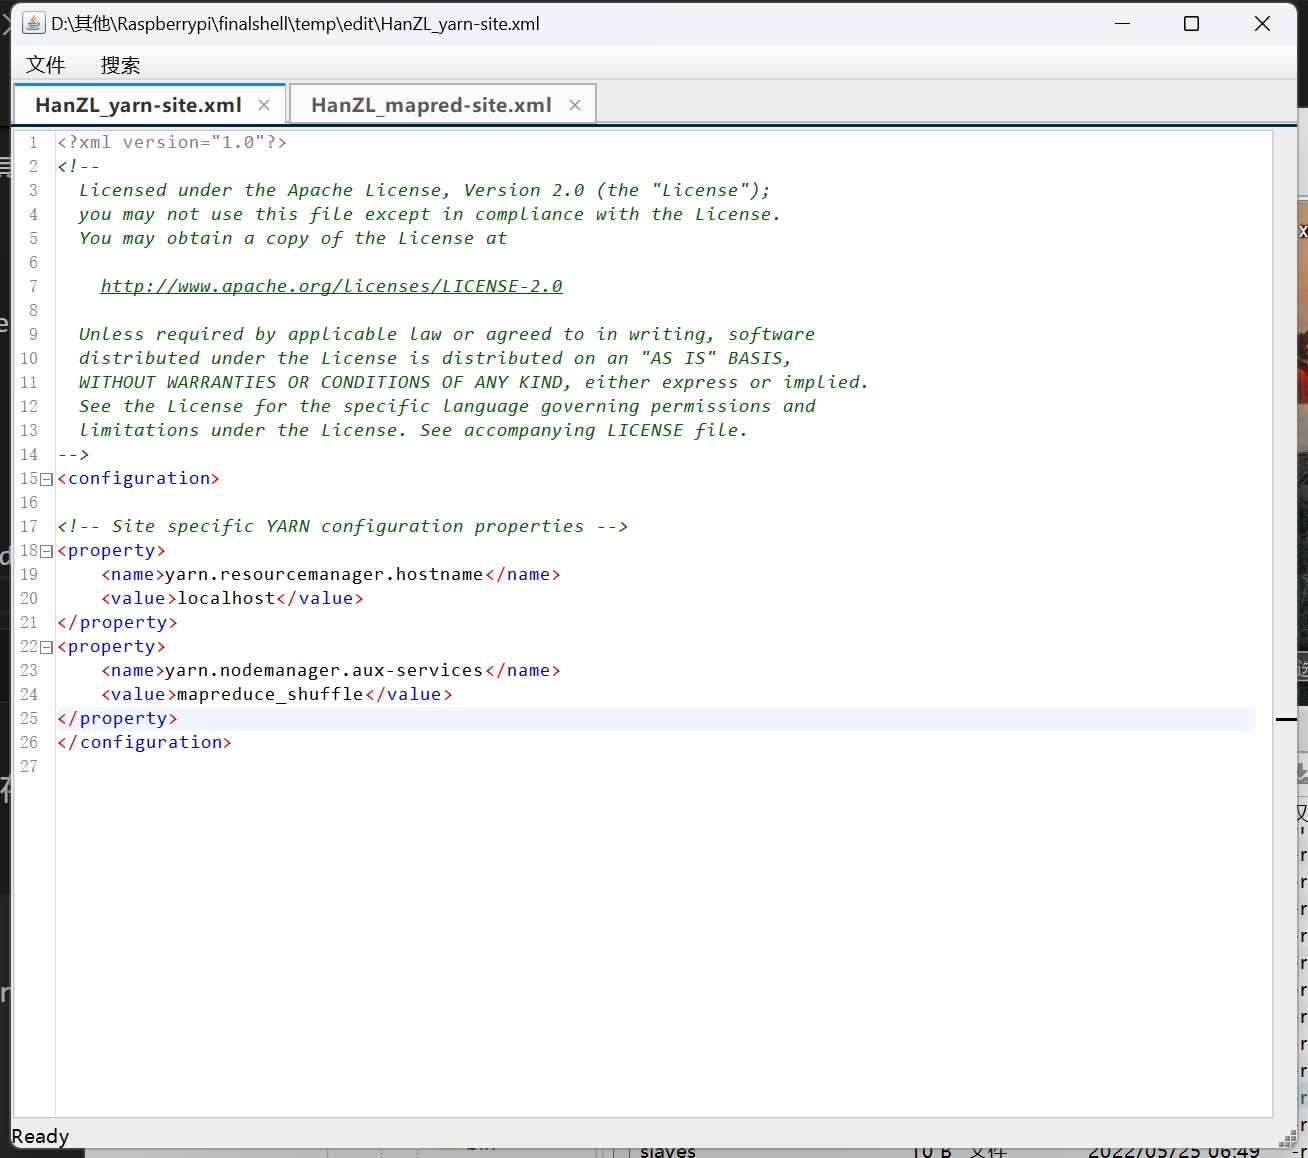 D:\其他\Raspberrypi\finalshell\temp\edit\HanZL_yarn-site.xml
文件 搜索
HanZL_yarn-site.xml × HanZL_mapred-site.xml ×
1 <?xml version="1.0"?>
2 <!--
3 Licensed under the Apache License, Version 2.0 (the "License");
4 you may not use this file except in compliance with the License.
5 You may obtain a copy of the License at
6
7 http://www.apache.org/licenses/LICENSE-2.0
8
9 Unless required by applicable law or agreed to in writing, software
10 distributed under the License is distributed on an "AS IS" BASIS,
11 WITHOUT WARRANTIES OR CONDITIONS OF ANY KIND, either express or implied.
12 See the License for the specific language governing permissions and
13 limitations under the License. See accompanying LICENSE file.
14 -->
15 <configuration>
16
17 <!-- Site specific YARN configuration properties -->
18 <property>
19 <name>yarn.resourcemanager.hostname</name>
20 <value>localhost</value>
21 </property>
22 <property>
23 <name>yarn.nodemanager.aux-services</name>
24 <value>mapreduce_shuffle</value>
25 </property>
26 </configuration>
27
Ready
slaves 10 B 文件 2022/05/25 06:49 -r